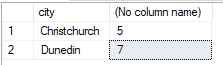 city (No column name)
1 Christchurch 5
2 Dunedin 7